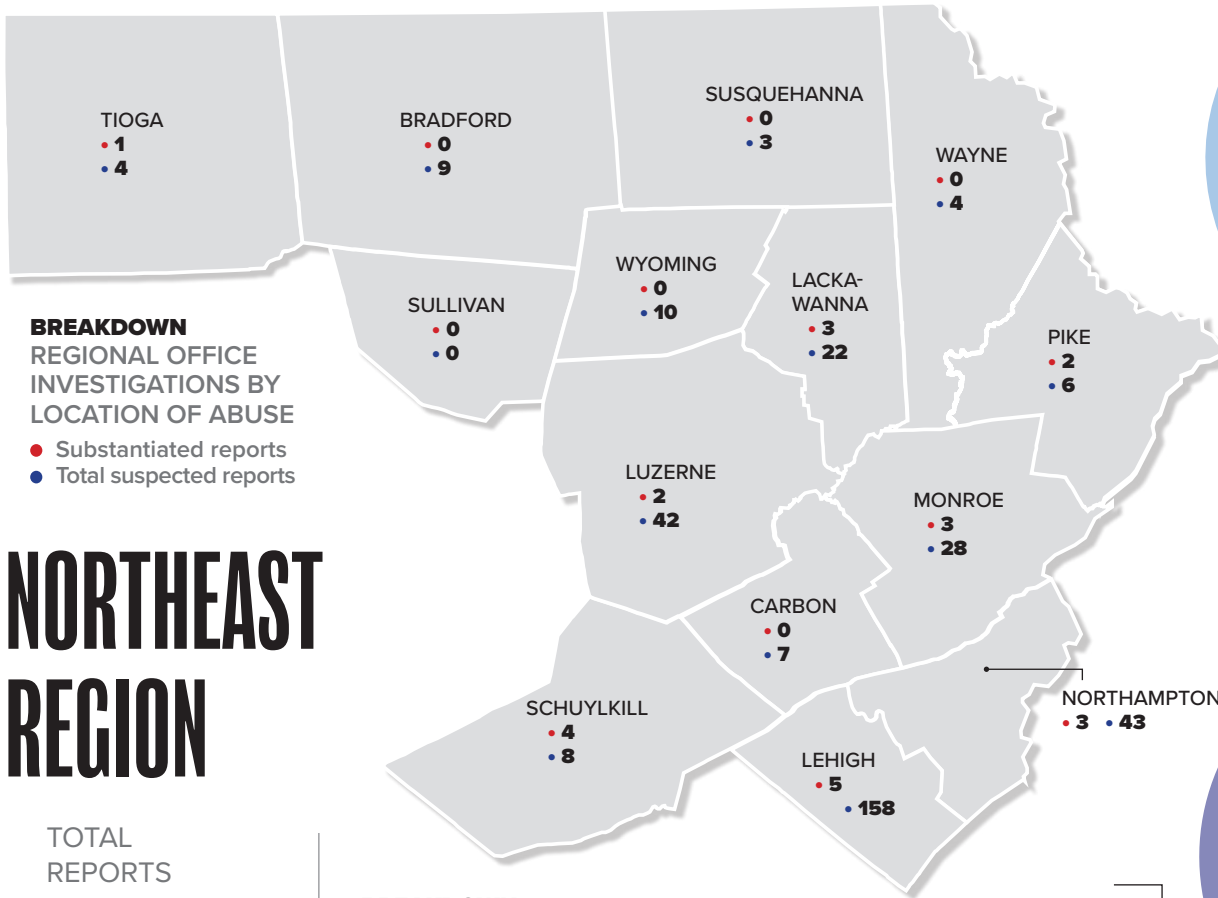 TIOGA
• 1
• 4
BRADFORD
• 0
• 9
SUSQUEHANNA
• 0
• 3
WAYNE
• 0
• 4
SULLIVAN
• 0
• 0
WYOMING
• 0
• 10
LACKA-
WANNA
• 3
• 22
PIKE
• 2
• 6
BREAKDOWN
REGIONAL OFFICE
INVESTIGATIONS BY
LOCATION OF ABUSE
• Substantiated reports
• Total suspected reports
LUZERNE
• 2
• 42
MONROE
• 3
• 28
CARBON
• 0
• 7
NORTHEAST
REGION
SCHUYLKILL
• 4
• 8
NORTHAMPTON
• 3 • 43
LEHIGH
• 5
• 158
TOTAL
REPORTS